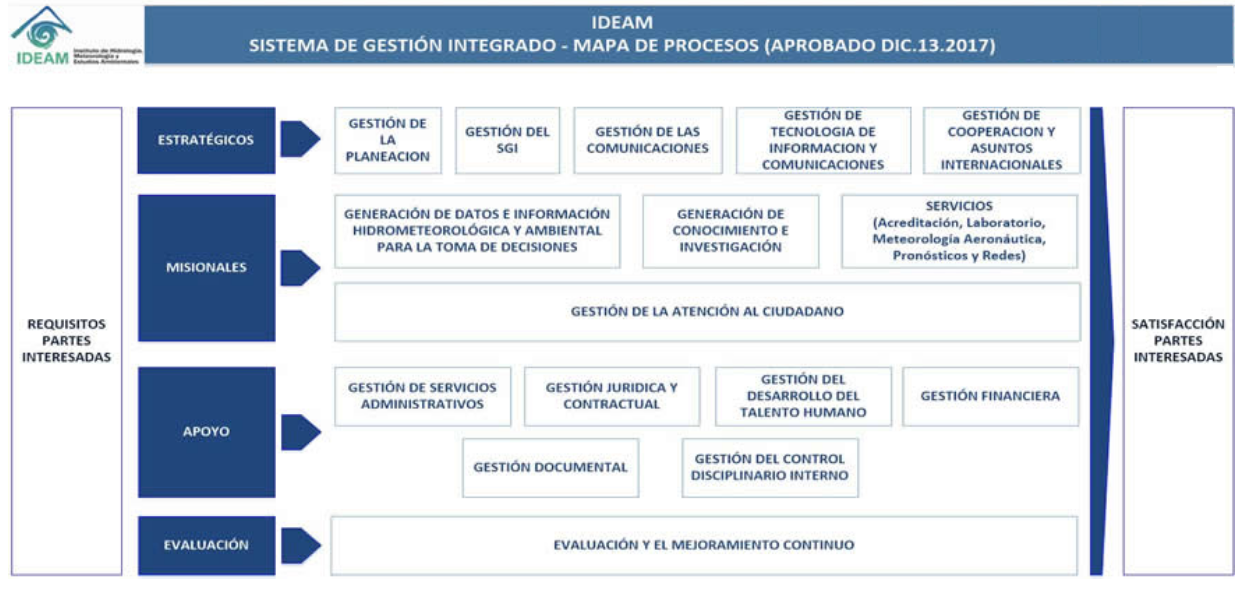 IDEAM
Instituto de Hidrología,
Meteorología y
Estudios Ambientales
IDEAM
SISTEMA DE GESTIÓN INTEGRADO - MAPA DE PROCESOS (APROBADO DIC.13.2017)
REQUISITOS
PARTES
INTERESADAS
ESTRATÉGICOS
GESTIÓN DE
LA
PLANEACION
GESTIÓN DEL
SGI
GESTIÓN DE LAS
COMUNICACIONES
GESTIÓN DE
TECNOLOGIA DE
INFORMACION Y
COMUNICACIONES
GESTIÓN DE
COOPERACION Y
ASUNTOS
INTERNACIONALES
MISIONALES
GENERACIÓN DE DATOS E INFORMACIÓN
HIDROMETEOROLÓGICA Y AMBIENTAL
PARA LA TOMA DE DECISIONES
GENERACIÓN DE
CONOCIMIENTO E
INVESTIGACIÓN
SERVICIOS
(Acreditación, Laboratorio,
Meteorología Aeronáutica,
Pronósticos y Redes)
GESTIÓN DE LA ATENCIÓN AL CIUDADANO
APOYO
GESTIÓN DE SERVICIOS
ADMINISTRATIVOS
GESTIÓN JURIDICA Y
CONTRACTUAL
GESTIÓN DEL
DESARROLLO DEL
TALENTO HUMANO
GESTIÓN FINANCIERA
GESTIÓN DOCUMENTAL
GESTIÓN DEL CONTROL
DISCIPLINARIO INTERNO
EVALUACIÓN
EVALUACIÓN Y EL MEJORAMIENTO CONTINUO
SATISFACCIÓN
PARTES
INTERESADAS